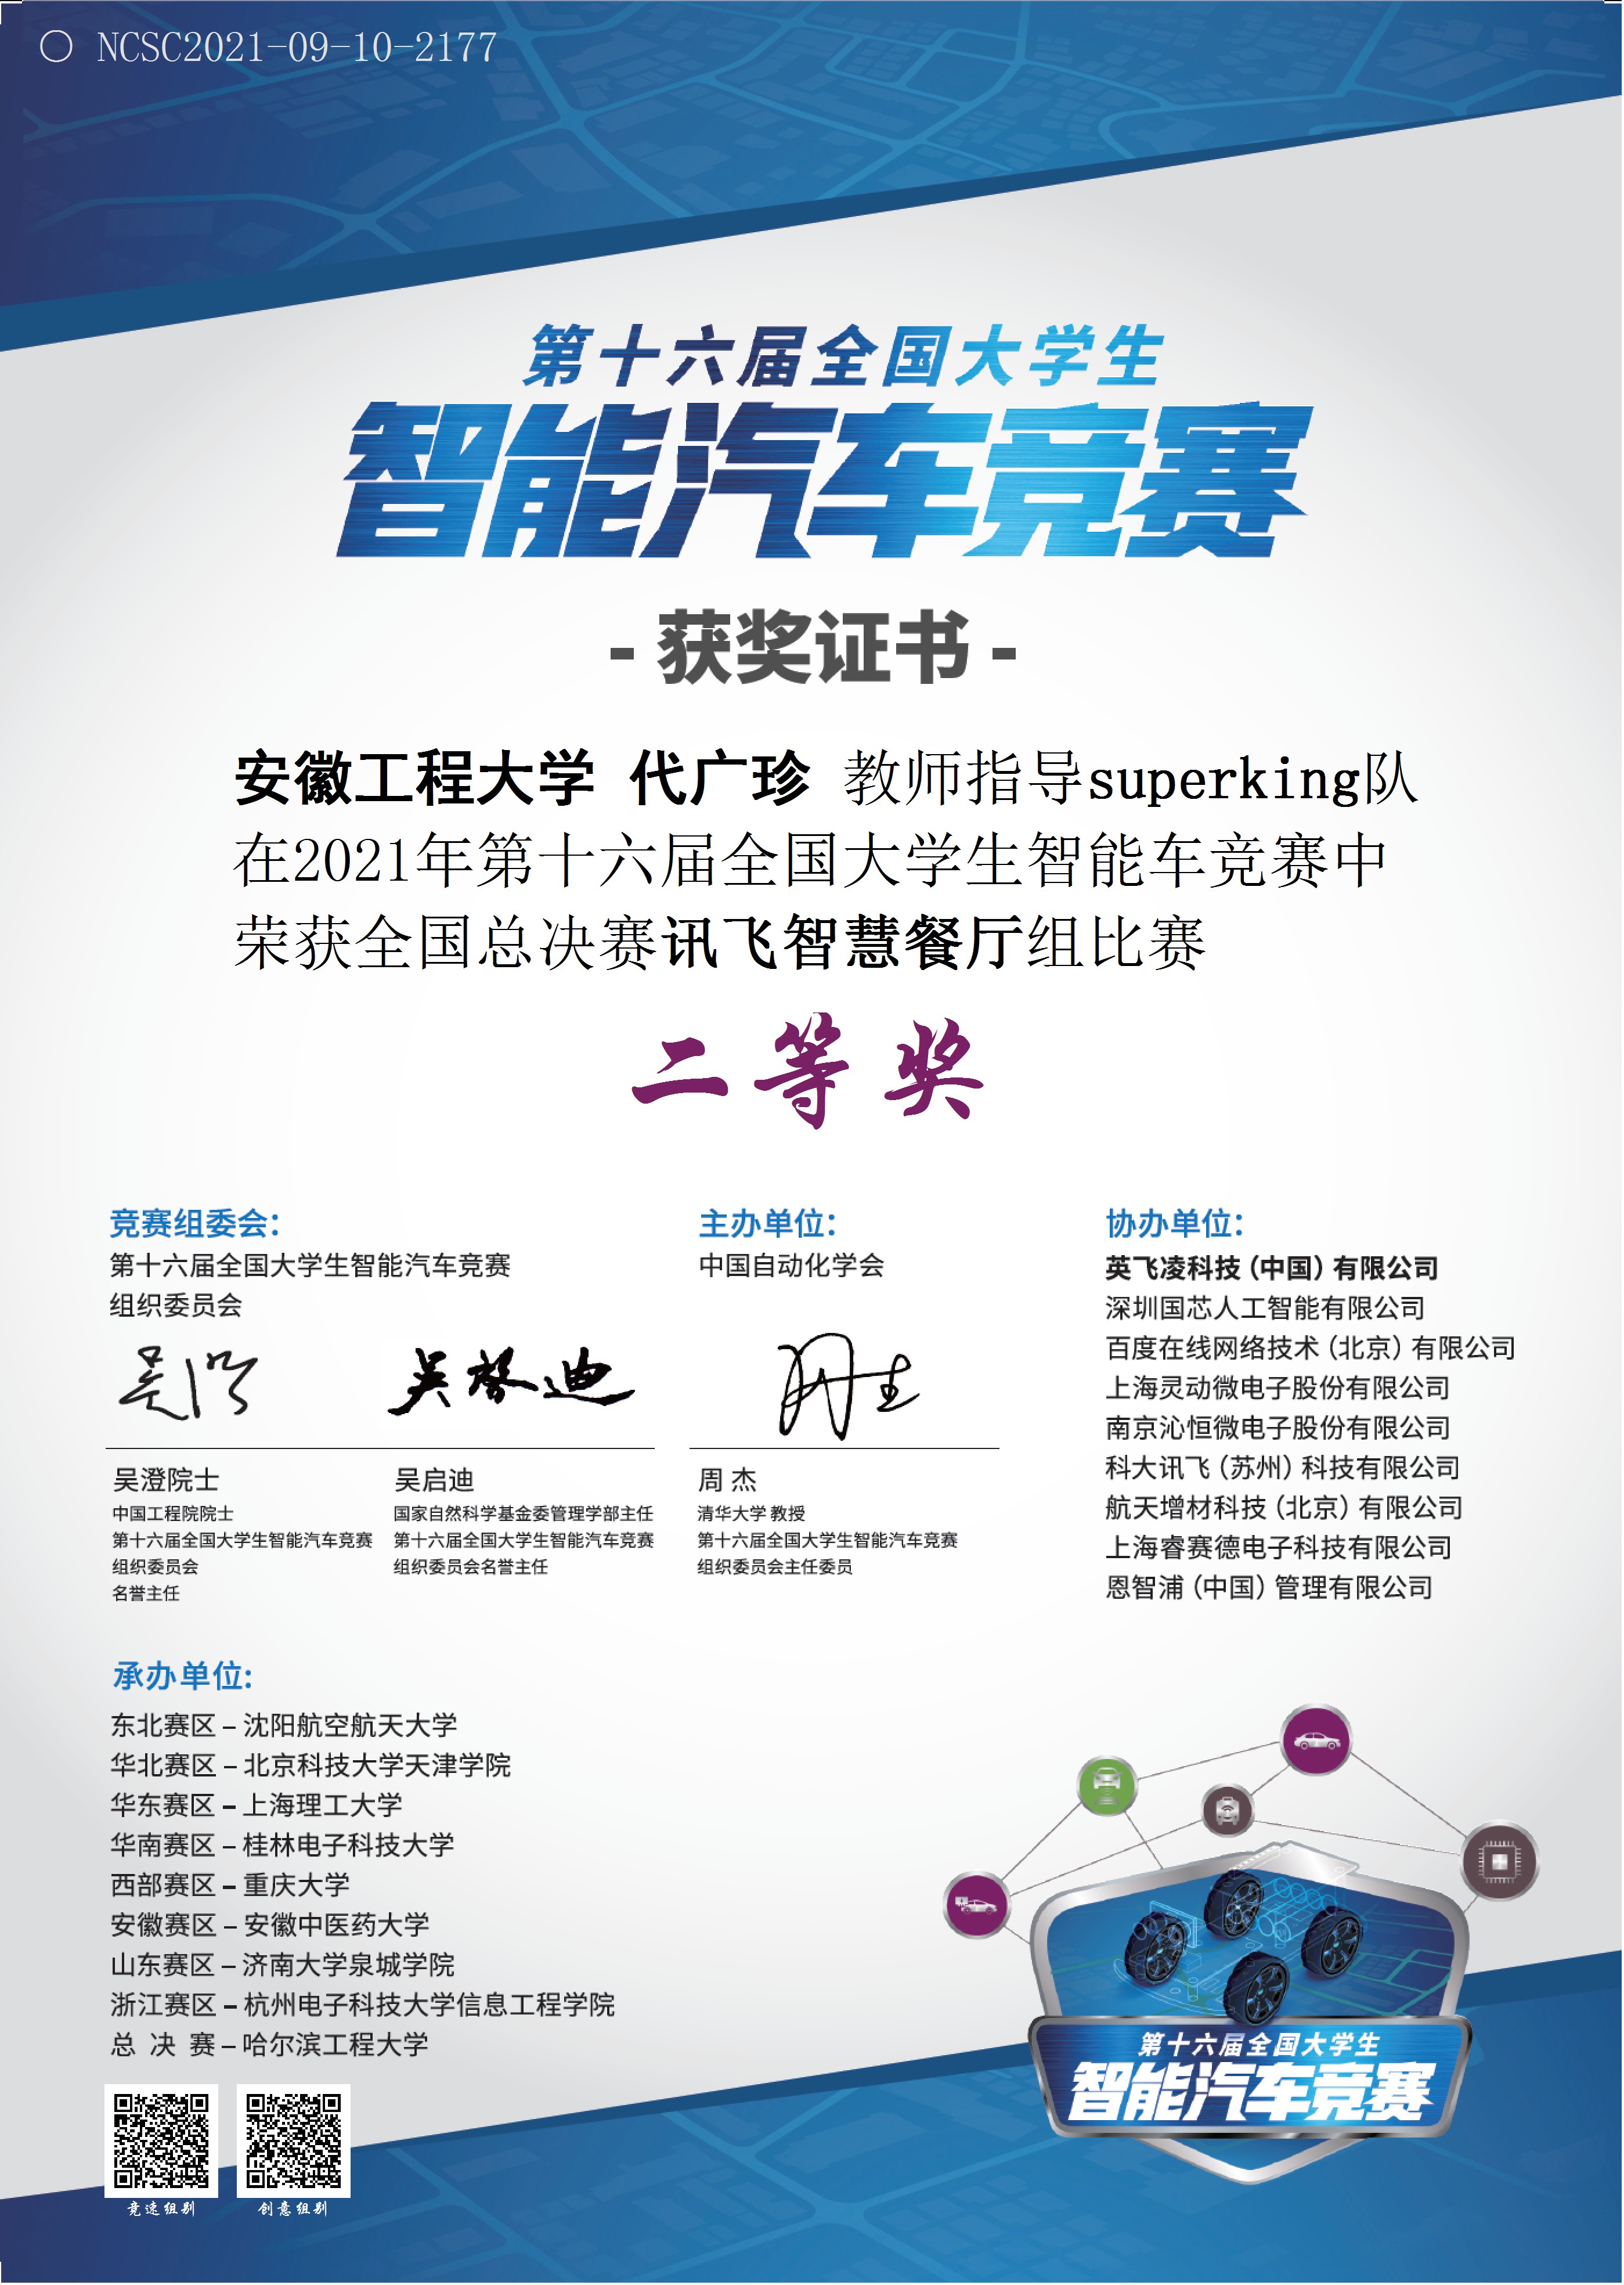 ○ NCSC2021-09-10-2177
第十六届全国大学生
智能汽车竞赛
- 获奖证书 -
安徽工程大学 代广珍 教师指导superking队
在2021年第十六届全国大学生智能车竞赛中
荣获全国总决赛讯飞智慧餐厅组比赛
二等奖
竞赛组委会：
第十六届全国大学生智能汽车竞赛
组织委员会
吴澄
吴启迪
吴澄院士
中国工程院院士
第十六届全国大学生智能汽车竞赛
组织委员会
名誉主任
吴启迪
国家自然科学基金委管理学部主任
第十六届全国大学生智能汽车竞赛
组织委员会名誉主任
主办单位：
中国自动化学会
周杰
周 杰
清华大学 教授
第十六届全国大学生智能汽车竞赛
组织委员会主任委员
协办单位：
英飞凌科技（中国）有限公司
深圳国芯人工智能有限公司
百度在线网络技术（北京）有限公司
上海灵动微电子股份有限公司
南京沁恒微电子股份有限公司
科大讯飞（苏州）科技有限公司
航天增材科技（北京）有限公司
上海睿赛德电子科技有限公司
恩智浦（中国）管理有限公司
承办单位：
东北赛区 – 沈阳航空航天大学
华北赛区 – 北京科技大学天津学院
华东赛区 – 上海理工大学
华南赛区 – 桂林电子科技大学
西部赛区 – 重庆大学
安徽赛区 – 安徽中医药大学
山东赛区 – 济南大学泉城学院
浙江赛区 – 杭州电子科技大学信息工程学院
总 决 赛 – 哈尔滨工程大学
竞速组别
创意组别
第十六届全国大学生
智能汽车竞赛